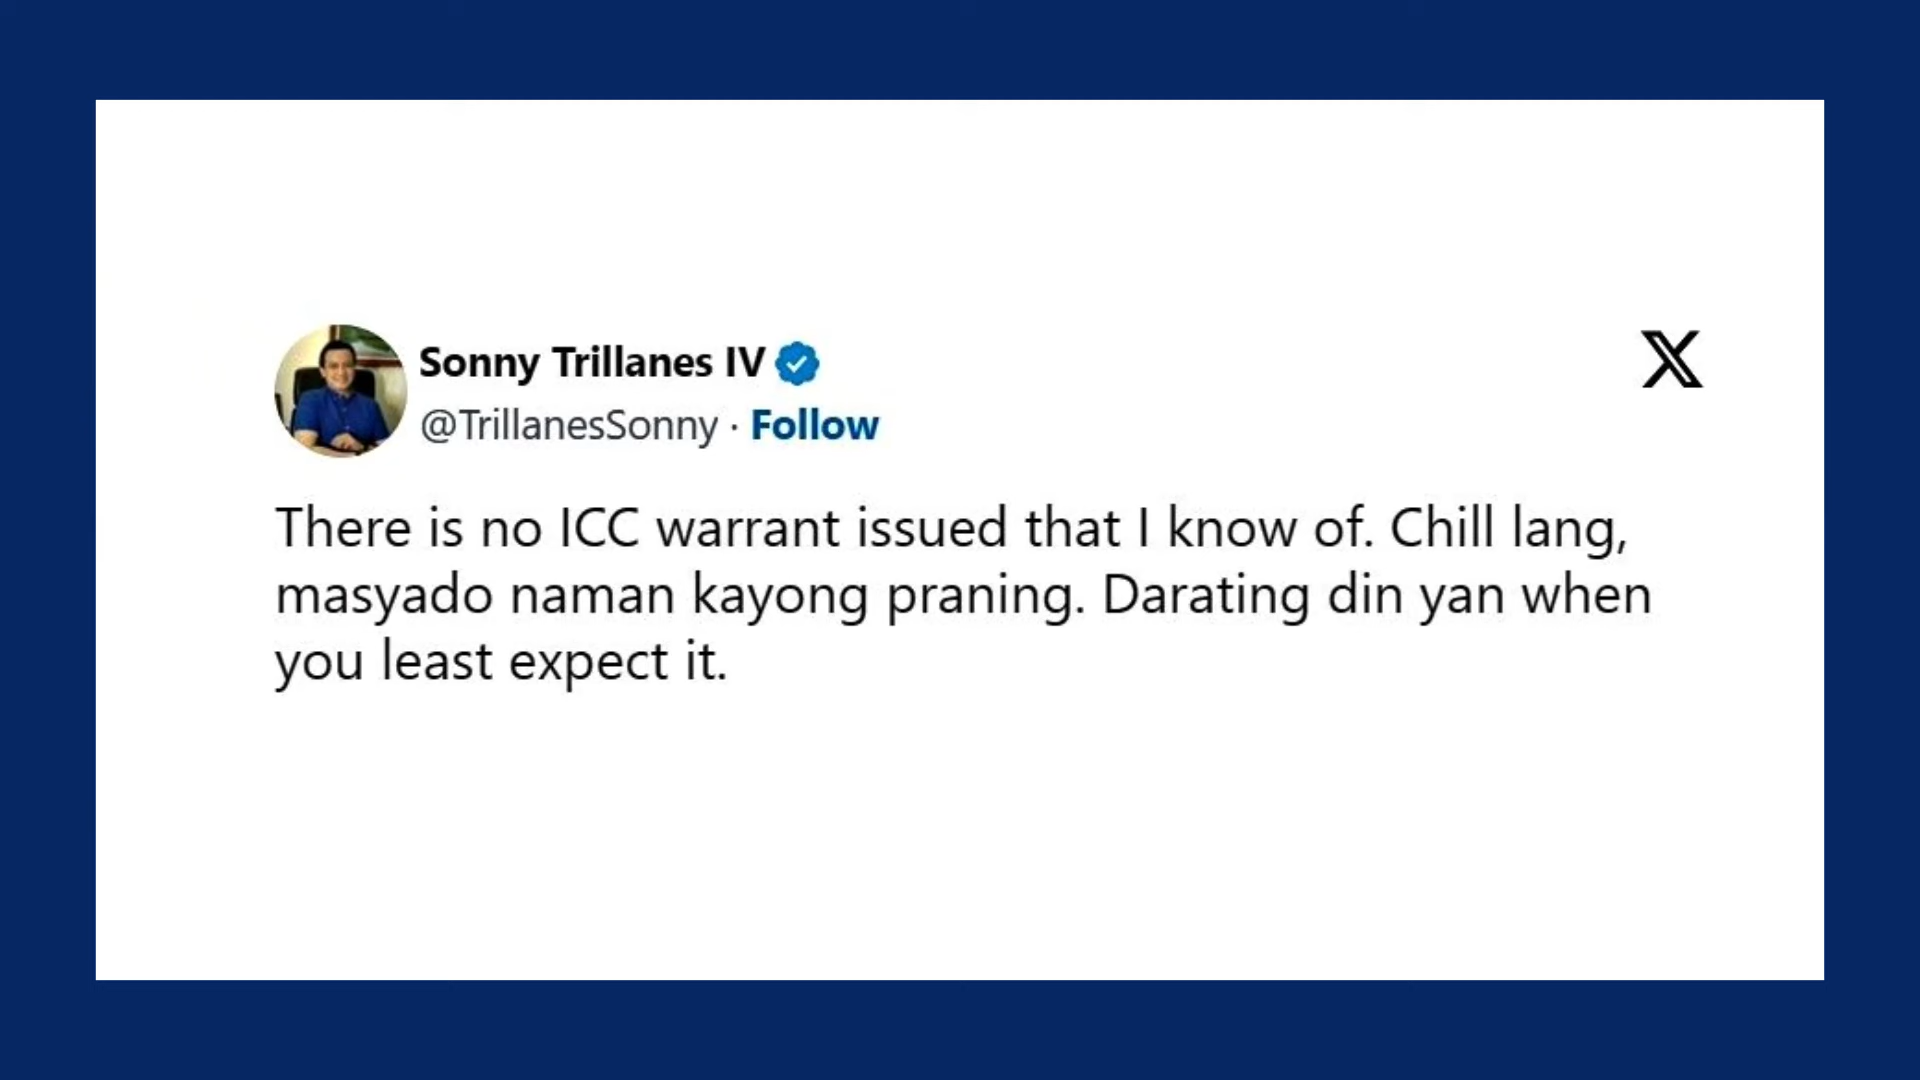 Sonny Trillanes IV
@TrillanesSonny · Follow
There is no ICC warrant issued that I know of. Chill lang,
masyado naman kayong praning. Darating din yan when
you least expect it.